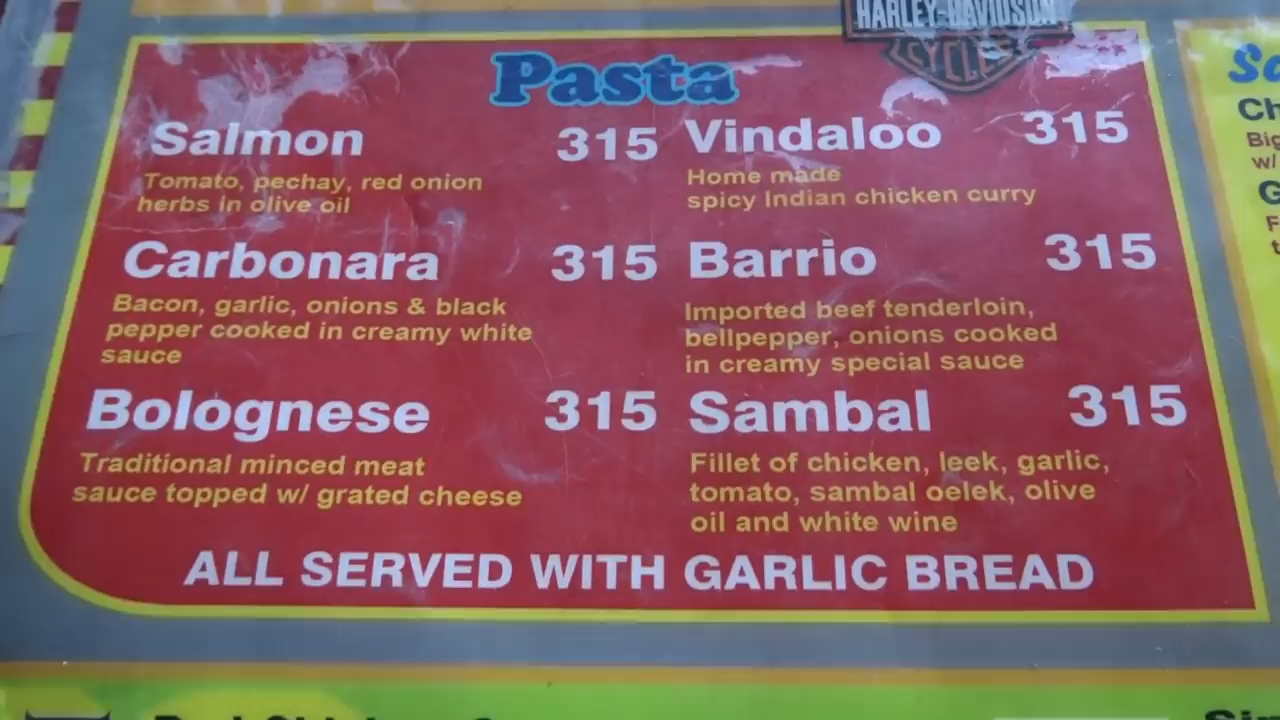 HARLEY-DAVIDSON
CYCLES
Pasta
Salmon 315
Tomato, pechay, red onion
herbs in olive oil
Carbonara 315
Bacon, garlic, onions & black
pepper cooked in creamy white
sauce
Bolognese 315
Traditional minced meat
sauce topped w/ grated cheese
Vindaloo 315
Home made
spicy Indian chicken curry
Barrio 315
Imported beef tenderloin,
bellpepper, onions cooked
in creamy special sauce
Sambal 315
Fillet of chicken, leek, garlic,
tomato, sambal oelek, olive
oil and white wine
ALL SERVED WITH GARLIC BREAD
Big
w/